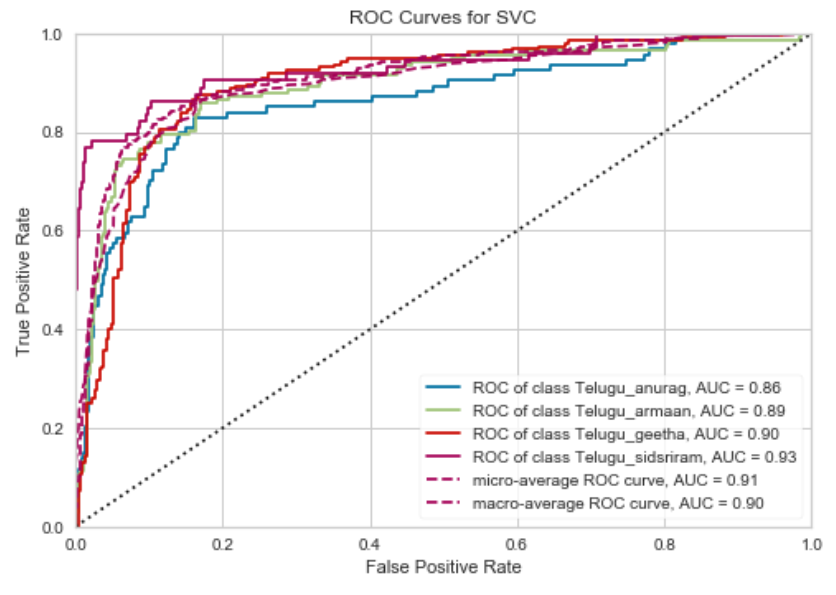 ROC Curves for SVC
1.0
0.8
0.6
0.4
0.2
0.0
True Positive Rate
ROC of class Telugu_anurag, AUC = 0.86
ROC of class Telugu_armaan, AUC = 0.89
ROC of class Telugu_geetha, AUC = 0.90
ROC of class Telugu_sidsriram, AUC = 0.93
micro-average ROC curve, AUC = 0.91
macro-average ROC curve, AUC = 0.90
0.0 0.2 0.4 0.6 0.8 1.0
False Positive Rate